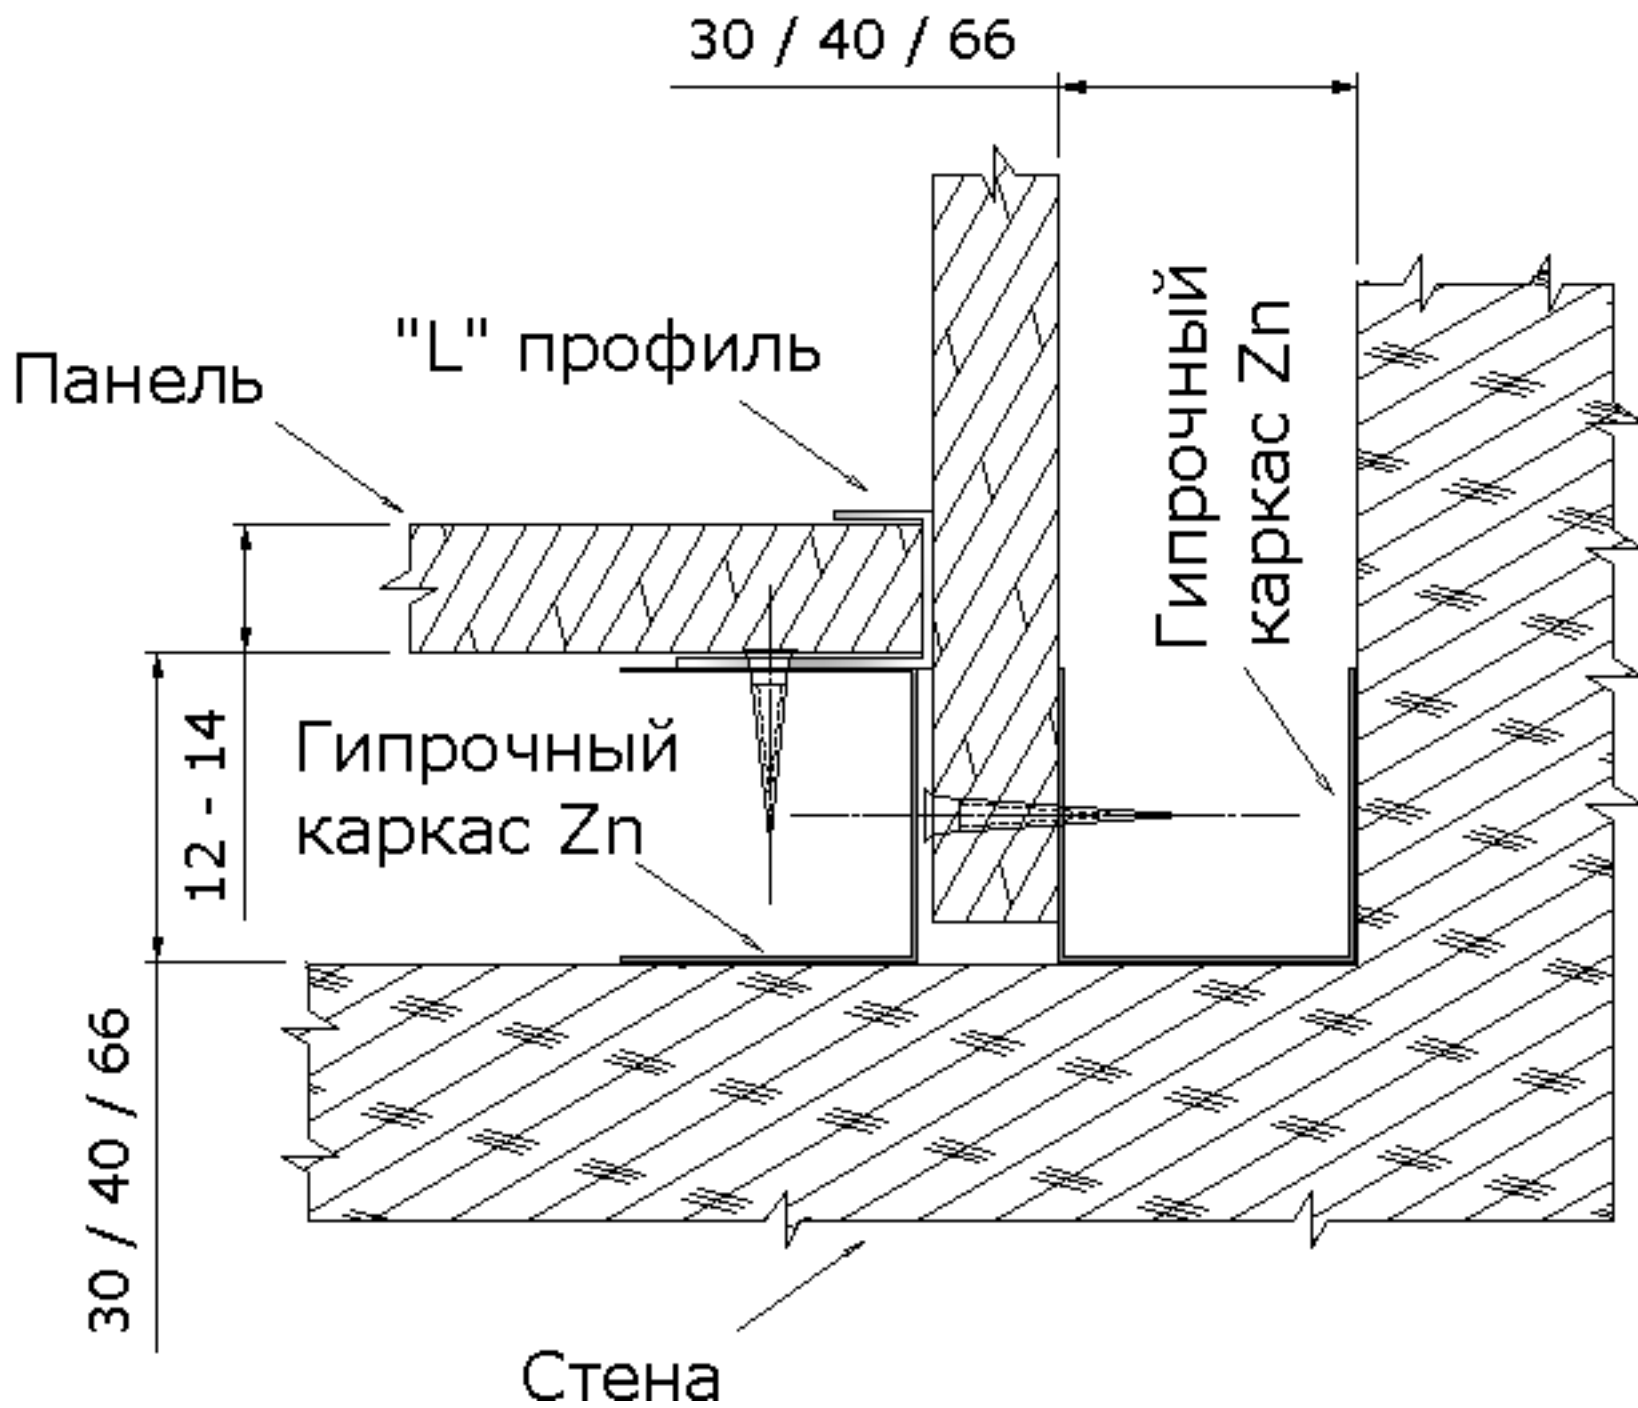 30 / 40 / 66
"L" профиль
Панель
Гипрочный
каркас Zn
12 - 14
Гипрочный
каркас Zn
30 / 40 / 66
Стена